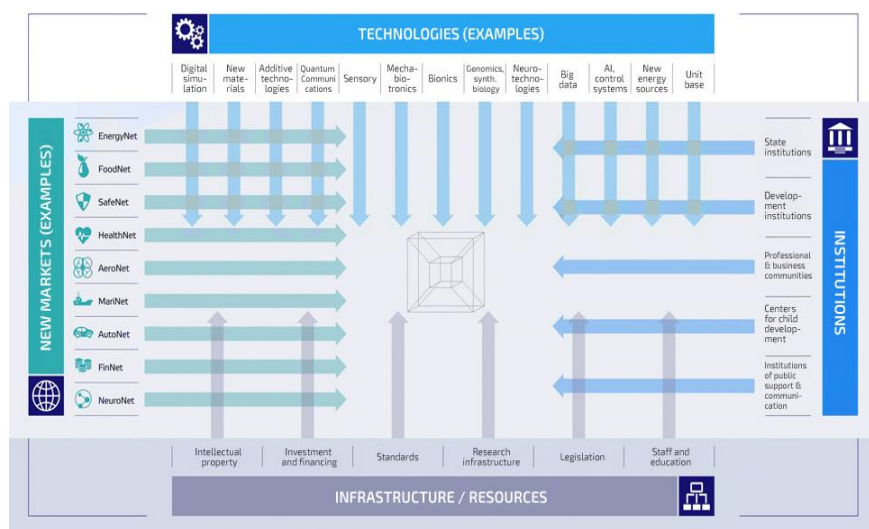 TECHNOLOGIES (EXAMPLES)
Digital
simu-
lation
New
mate-
rials
Additive
techno-
logies
Quantum
Communi
cations
Sensory
Mecha-
bio-
tronics
Bionics
Genomics,
synth.
biology
Neuro-
techno-
logies
Big
data
AI,
control
systems
New
energy
sources
Unit
base
NEW MARKETS (EXAMPLES)
EnergyNet
FoodNet
SafeNet
HealthNet
AeroNet
MariNet
AutoNet
FinNet
NeuroNet
State
institutions
Development
institutions
Professional
& business
communities
Centers
for child
develop-
ment
Institutions
of public
support &
communi-
cation
INSTITUTIONS
Intellectual
property
Investment
and financing
Standards
Research
infrastructure
Legislation
Staff and
education
INFRASTRUCTURE / RESOURCES